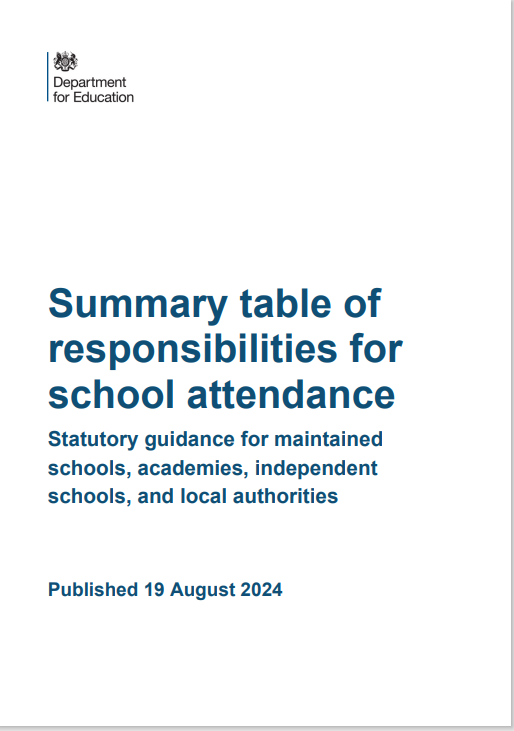 Department
for Education
Summary table of
responsibilities for
school attendance
Statutory guidance for maintained
schools, academies, independent
schools, and local authorities
Published 19 August 2024